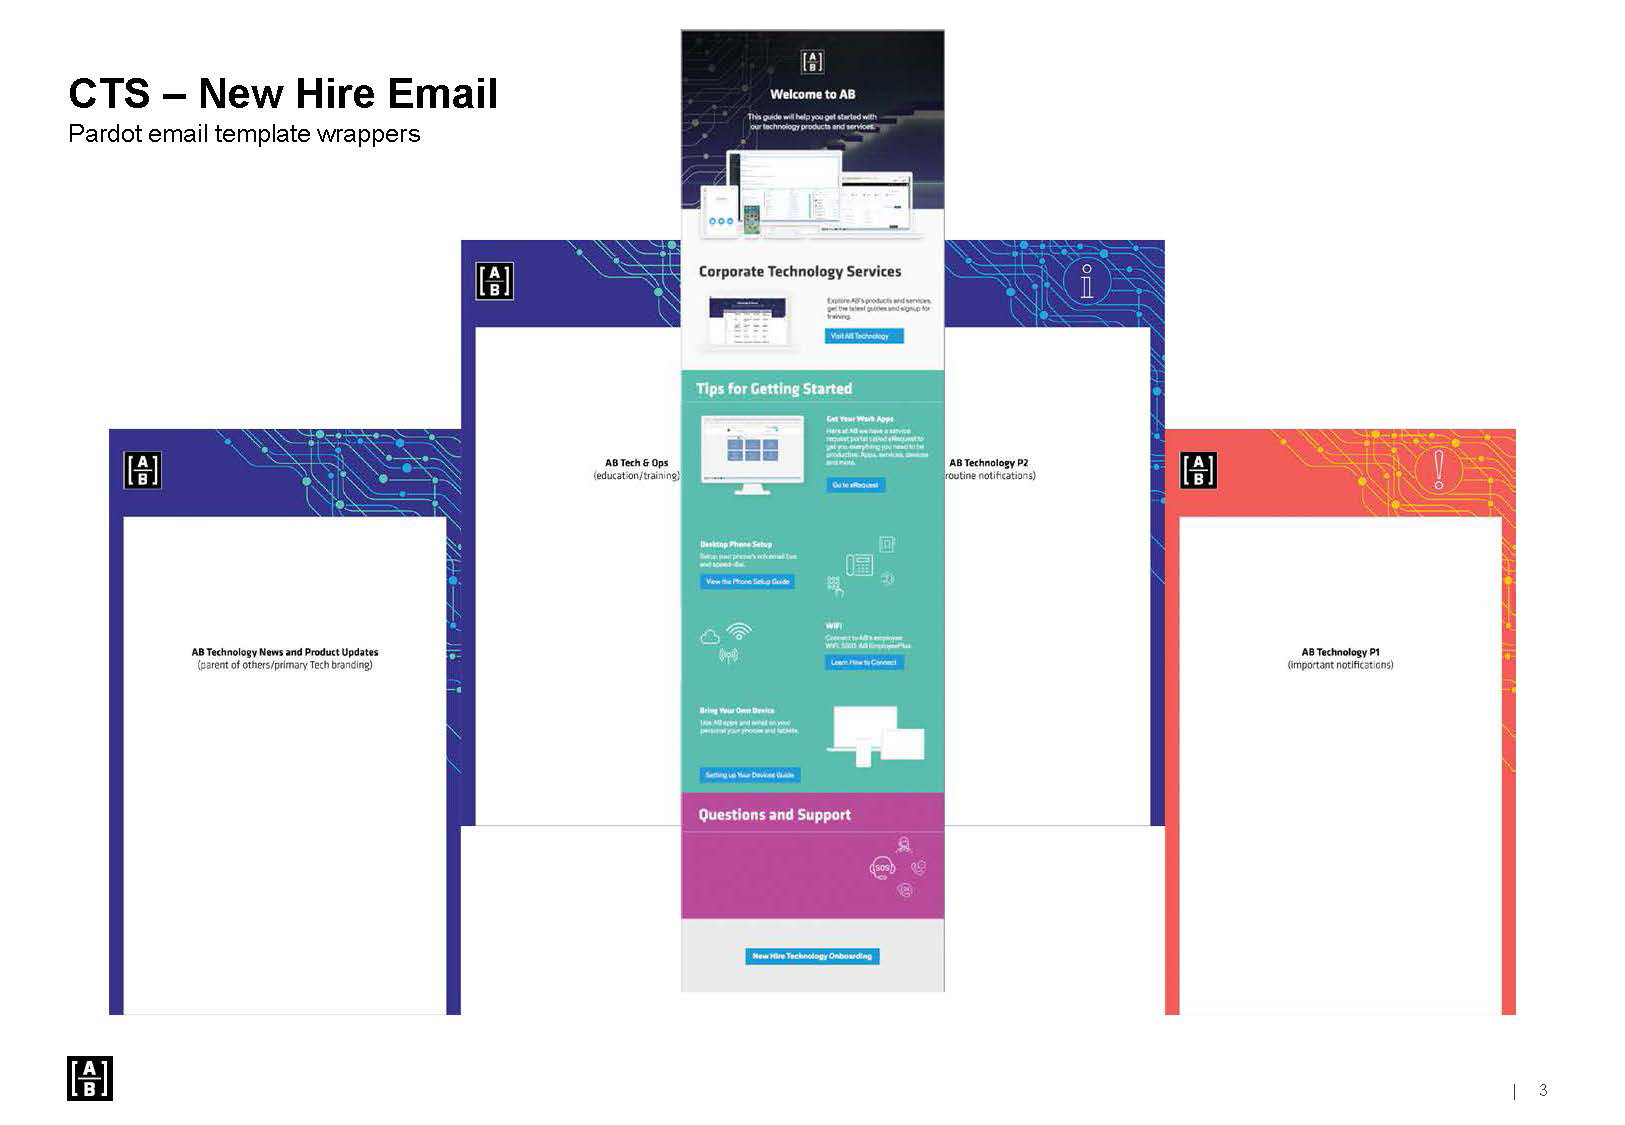 CTS – New Hire Email
Pardot email template wrappers
[A B]
Welcome to AB
This guide will help you get started with
our technology products and services.
Corporate Technology Services
Explore AB's products and services,
get the latest guides and signup for
training.
Visit AB Technology
Tips for Getting Started
Get Your Work Apps
Here at AB we have a service
request portal called eRequest to
get you everything you need to be
productive. Apps, services, devices
and more.
Go to eRequest
Desktop Phone Setup
Setup your phone's voicemail box
and speed-dial.
View the Phone Setup Guide
WiFi
Connect to AB's employee
WiFi, SSID: AB EmployeePlus.
Learn How to Connect
Bring Your Own Device
Use AB apps and email on your
personal your phones and tablets.
Setting up Your Devices Guide
Questions and Support
SOS
New Hire Technology Onboarding
[A B]
AB Tech & Ops
(education/training)
i
AB Technology P2
routine notifications)
[A B]
AB Technology News and Product Updates
(parent of others/primary Tech branding)
[A B]
!
AB Technology P1
(important notifications)
[A B]
| 3